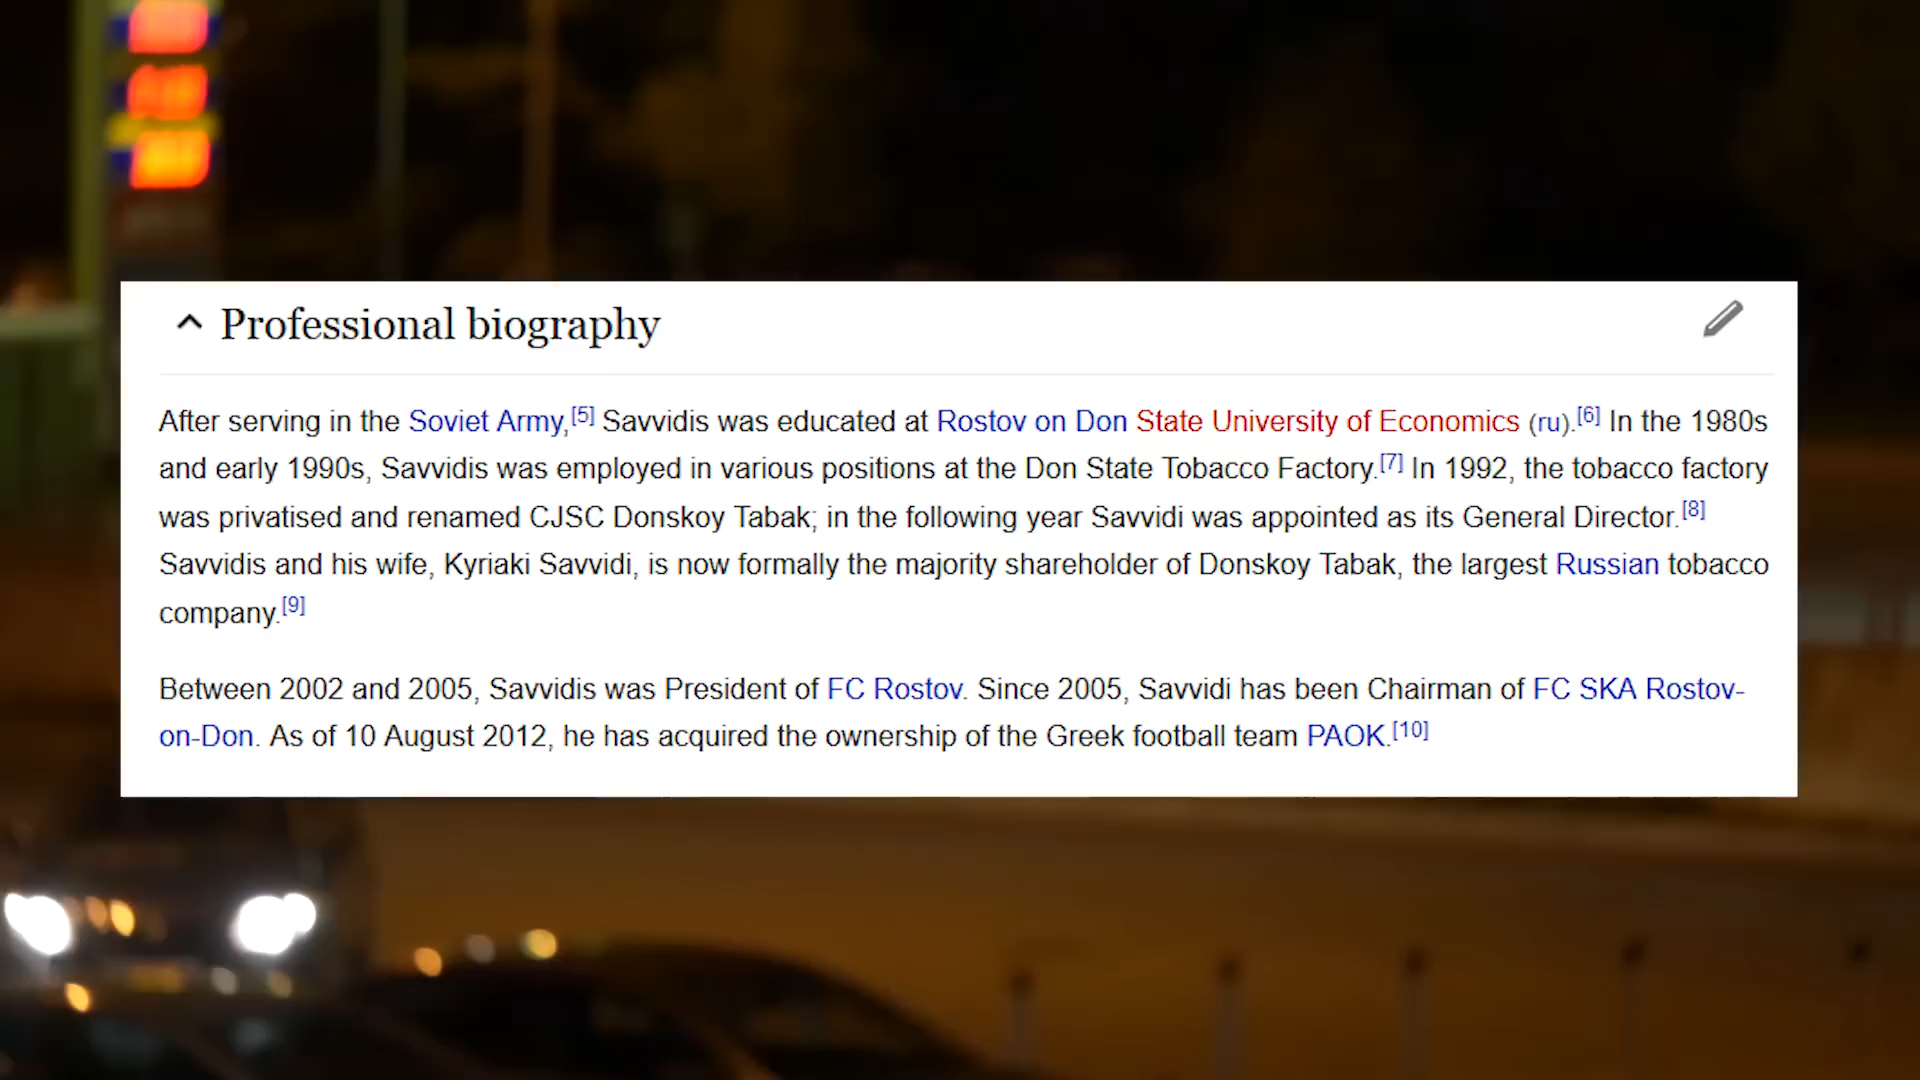 Professional biography
After serving in the Soviet Army,[5] Savvidis was educated at Rostov on Don State University of Economics (ru).[6] In the 1980s
and early 1990s, Savvidis was employed in various positions at the Don State Tobacco Factory.[7] In 1992, the tobacco factory
was privatised and renamed CJSC Donskoy Tabak; in the following year Savvidi was appointed as its General Director.[8]
Savvidis and his wife, Kyriaki Savvidi, is now formally the majority shareholder of Donskoy Tabak, the largest Russian tobacco
company.[9]
Between 2002 and 2005, Savvidis was President of FC Rostov. Since 2005, Savvidi has been Chairman of FC SKA Rostov-
on-Don. As of 10 August 2012, he has acquired the ownership of the Greek football team PAOK.[10]